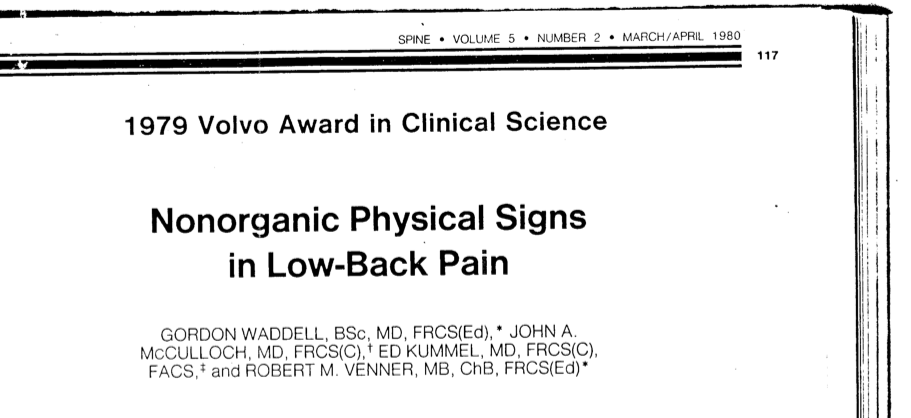 SPINE • VOLUME 5 • NUMBER 2 • MARCH/APRIL 1980
117
1979 Volvo Award in Clinical Science
Nonorganic Physical Signs
in Low-Back Pain
GORDON WADDELL, BSc, MD, FRCS(Ed),* JOHN A.
McCULLOCH, MD, FRCS(C),† ED KUMMEL, MD, FRCS(C),
FACS,‡ and ROBERT M. VENNER, MB, ChB, FRCS(Ed)*